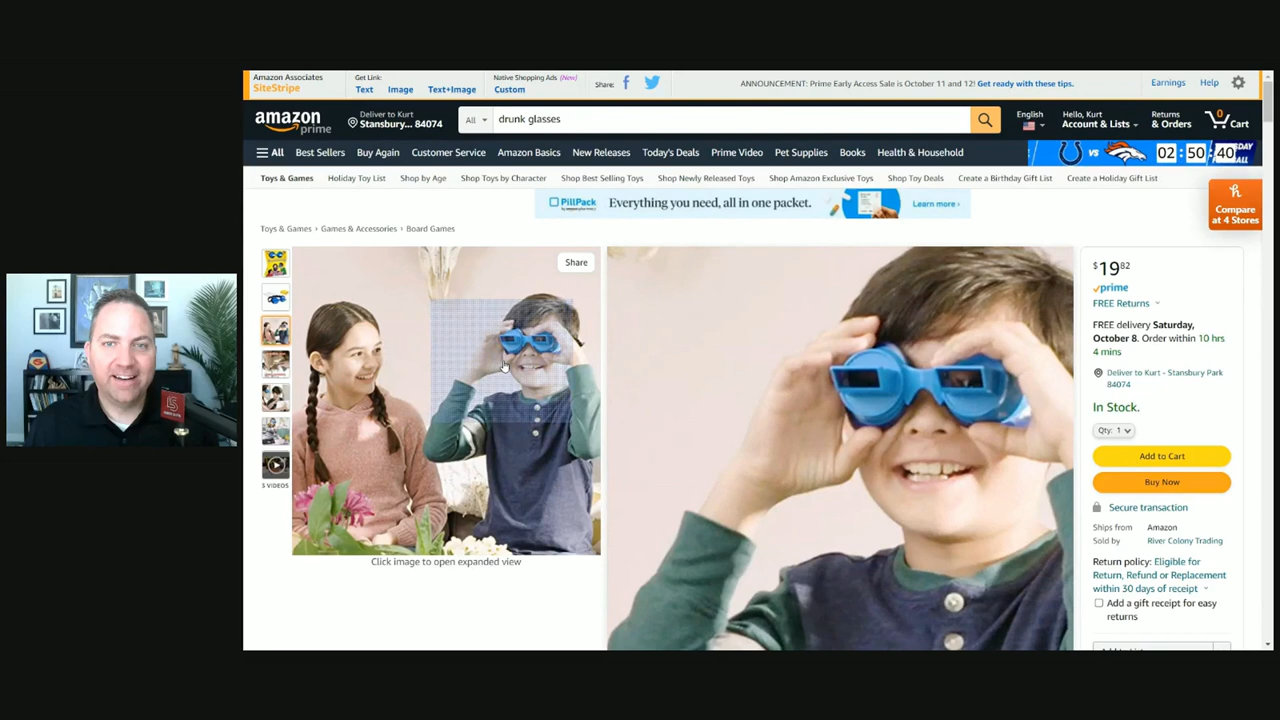 Amazon Associates
SiteStripe
Get Link:
Text Image Text+Image
Native Shopping Ads (New)
Custom
Share:
ANNOUNCEMENT: Prime Early Access Sale is October 11 and 12! Get ready with these tips.
Earnings Help
amazon prime
Deliver to Kurt
Stansbury... 84074
All
drunk glasses
English
Hello, Kurt
Account & Lists
Returns
& Orders
0
Cart
All Best Sellers Buy Again Customer Service Amazon Basics New Releases Today's Deals Prime Video Pet Supplies Books Health & Household
VS
02 : 50 : 40
Toys & Games Holiday Toy List Shop by Age Shop Toys by Character Shop Best Selling Toys Shop Newly Released Toys Shop Amazon Exclusive Toys Shop Toy Deals Create a Birthday Gift List Create a Holiday Gift List
PillPack
Everything you need, all in one packet.
Learn more ›
h
Compare
at 4 Stores
Toys & Games › Games & Accessories › Board Games
Share
5 VIDEOS
Click image to open expanded view
$19 82
prime
FREE Returns
FREE delivery Saturday,
October 8. Order within 10 hrs
4 mins
Deliver to Kurt - Stansbury Park
84074
In Stock.
Qty: 1
Add to Cart
Buy Now
Secure transaction
Ships from Amazon
Sold by River Colony Trading
Return policy: Eligible for
Return, Refund or Replacement
within 30 days of receipt
Add a gift receipt for easy
returns